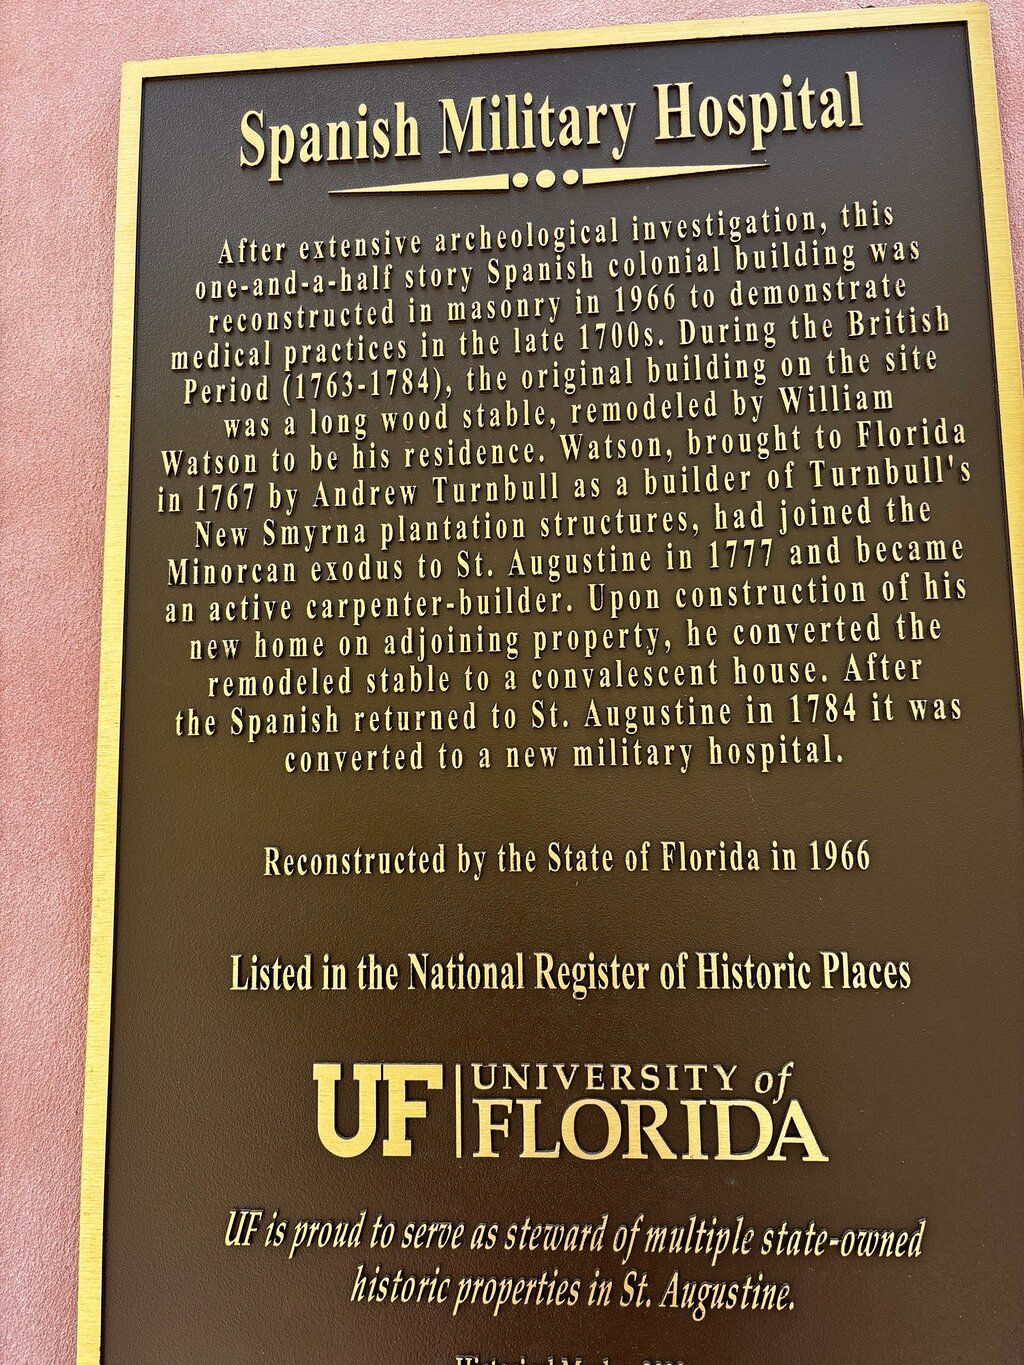 Spanish Military Hospital
After extensive archeological investigation, this
one-and-a-half story Spanish colonial building was
reconstructed in masonry in 1966 to demonstrate
medical practices in the late 1700s. During the British
Period (1763-1784), the original building on the site
was a long wood stable, remodeled by William
Watson to be his residence. Watson, brought to Florida
in 1767 by Andrew Turnbull as a builder of Turnbull's
New Smyrna plantation structures, had joined the
Minorcan exodus to St. Augustine in 1777 and became
an active carpenter-builder. Upon construction of his
new home on adjoining property, he converted the
remodeled stable to a convalescent house. After
the Spanish returned to St. Augustine in 1784 it was
converted to a new military hospital.
Reconstructed by the State of Florida in 1966
Listed in the National Register of Historic Places
UF UNIVERSITY of
FLORIDA
UF is proud to serve as steward of multiple state-owned
historic properties in St. Augustine.